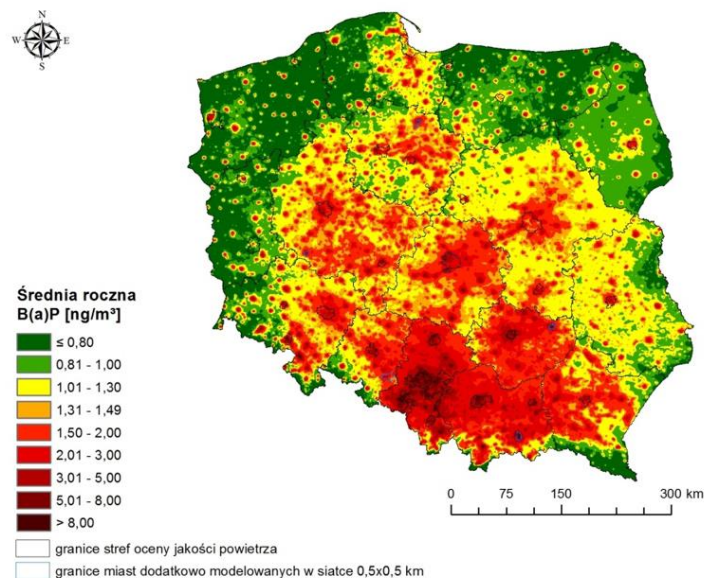 N
W E
S
Średnia roczna
B(a)P [ng/m³]
≤ 0,80
0,81 - 1,00
1,01 - 1,30
1,31 - 1,49
1,50 - 2,00
2,01 - 3,00
3,01 - 5,00
5,01 - 8,00
> 8,00
granice stref oceny jakości powietrza
granice miast dodatkowo modelowanych w siatce 0,5x0,5 km
0 75 150 300 km